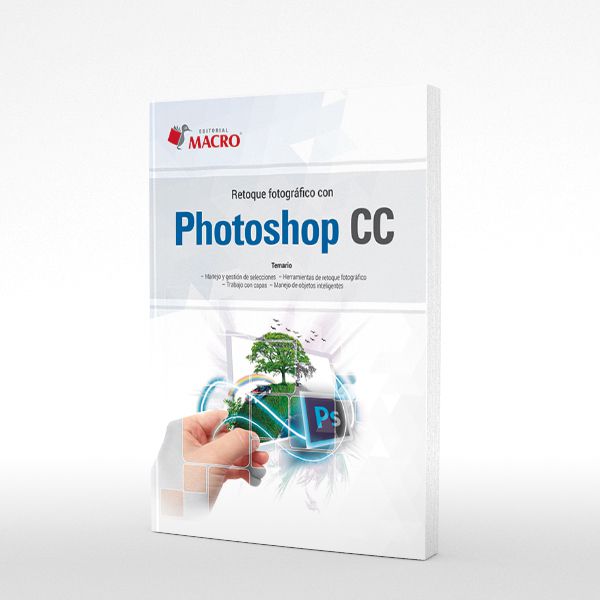 EDITORIAL
MACRO®
Retoque fotográfico con
Photoshop CC
Temario
– Manejo y gestión de selecciones – Herramientas de retoque fotográfico
– Trabajo con capas – Manejo de objetos inteligentes
Ps